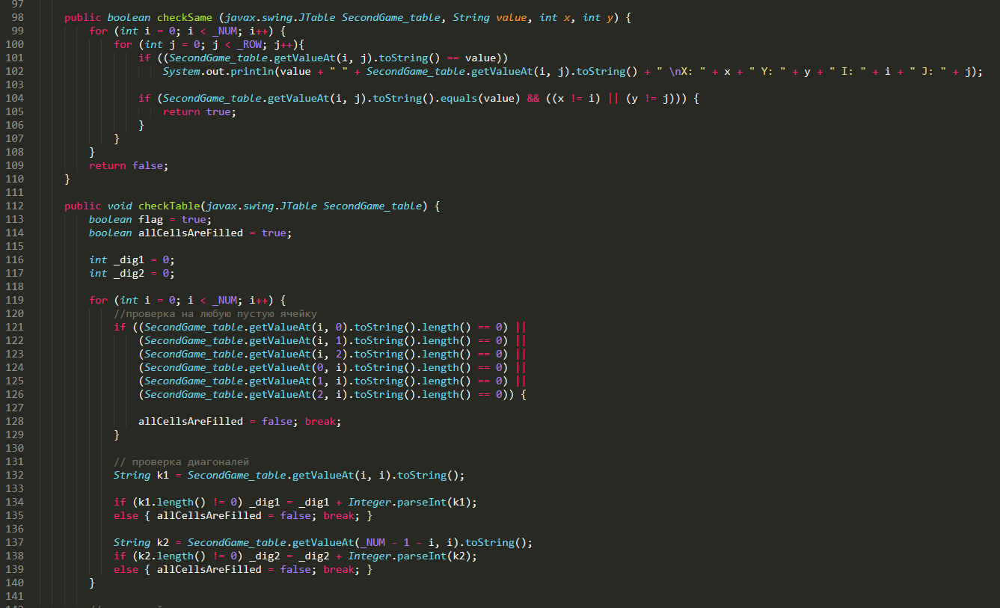 97
98 public boolean checkSame (javax.swing.JTable SecondGame_table, String value, int x, int y) {
99 for (int i = 0; i < _NUM; i++) {
100 for (int j = 0; j < _ROW; j++){
101 if ((SecondGame_table.getValueAt(i, j).toString() == value))
102 System.out.println(value + " " + SecondGame_table.getValueAt(i, j).toString() + " \nX: " + x + " Y: " + y + " I: " + i + " J: " + j);
103
104 if (SecondGame_table.getValueAt(i, j).toString().equals(value) && ((x != i) || (y != j))) {
105 return true;
106 }
107 }
108 }
109 return false;
110 }
111
112 public void checkTable(javax.swing.JTable SecondGame_table) {
113 boolean flag = true;
114 boolean allCellsAreFilled = true;
115
116 int _dig1 = 0;
117 int _dig2 = 0;
118
119 for (int i = 0; i < _NUM; i++) {
120 //проверка на любую пустую ячейку
121 if ((SecondGame_table.getValueAt(i, 0).toString().length() == 0) ||
122 (SecondGame_table.getValueAt(i, 1).toString().length() == 0) ||
123 (SecondGame_table.getValueAt(i, 2).toString().length() == 0) ||
124 (SecondGame_table.getValueAt(0, i).toString().length() == 0) ||
125 (SecondGame_table.getValueAt(1, i).toString().length() == 0) ||
126 (SecondGame_table.getValueAt(2, i).toString().length() == 0)) {
127
128 allCellsAreFilled = false; break;
129 }
130
131 // проверка диагоналей
132 String k1 = SecondGame_table.getValueAt(i, i).toString();
133
134 if (k1.length() != 0) _dig1 = _dig1 + Integer.parseInt(k1);
135 else { allCellsAreFilled = false; break; }
136
137 String k2 = SecondGame_table.getValueAt(_NUM - 1 - i, i).toString();
138 if (k2.length() != 0) _dig2 = _dig2 + Integer.parseInt(k2);
139 else { allCellsAreFilled = false; break; }
140 }
141